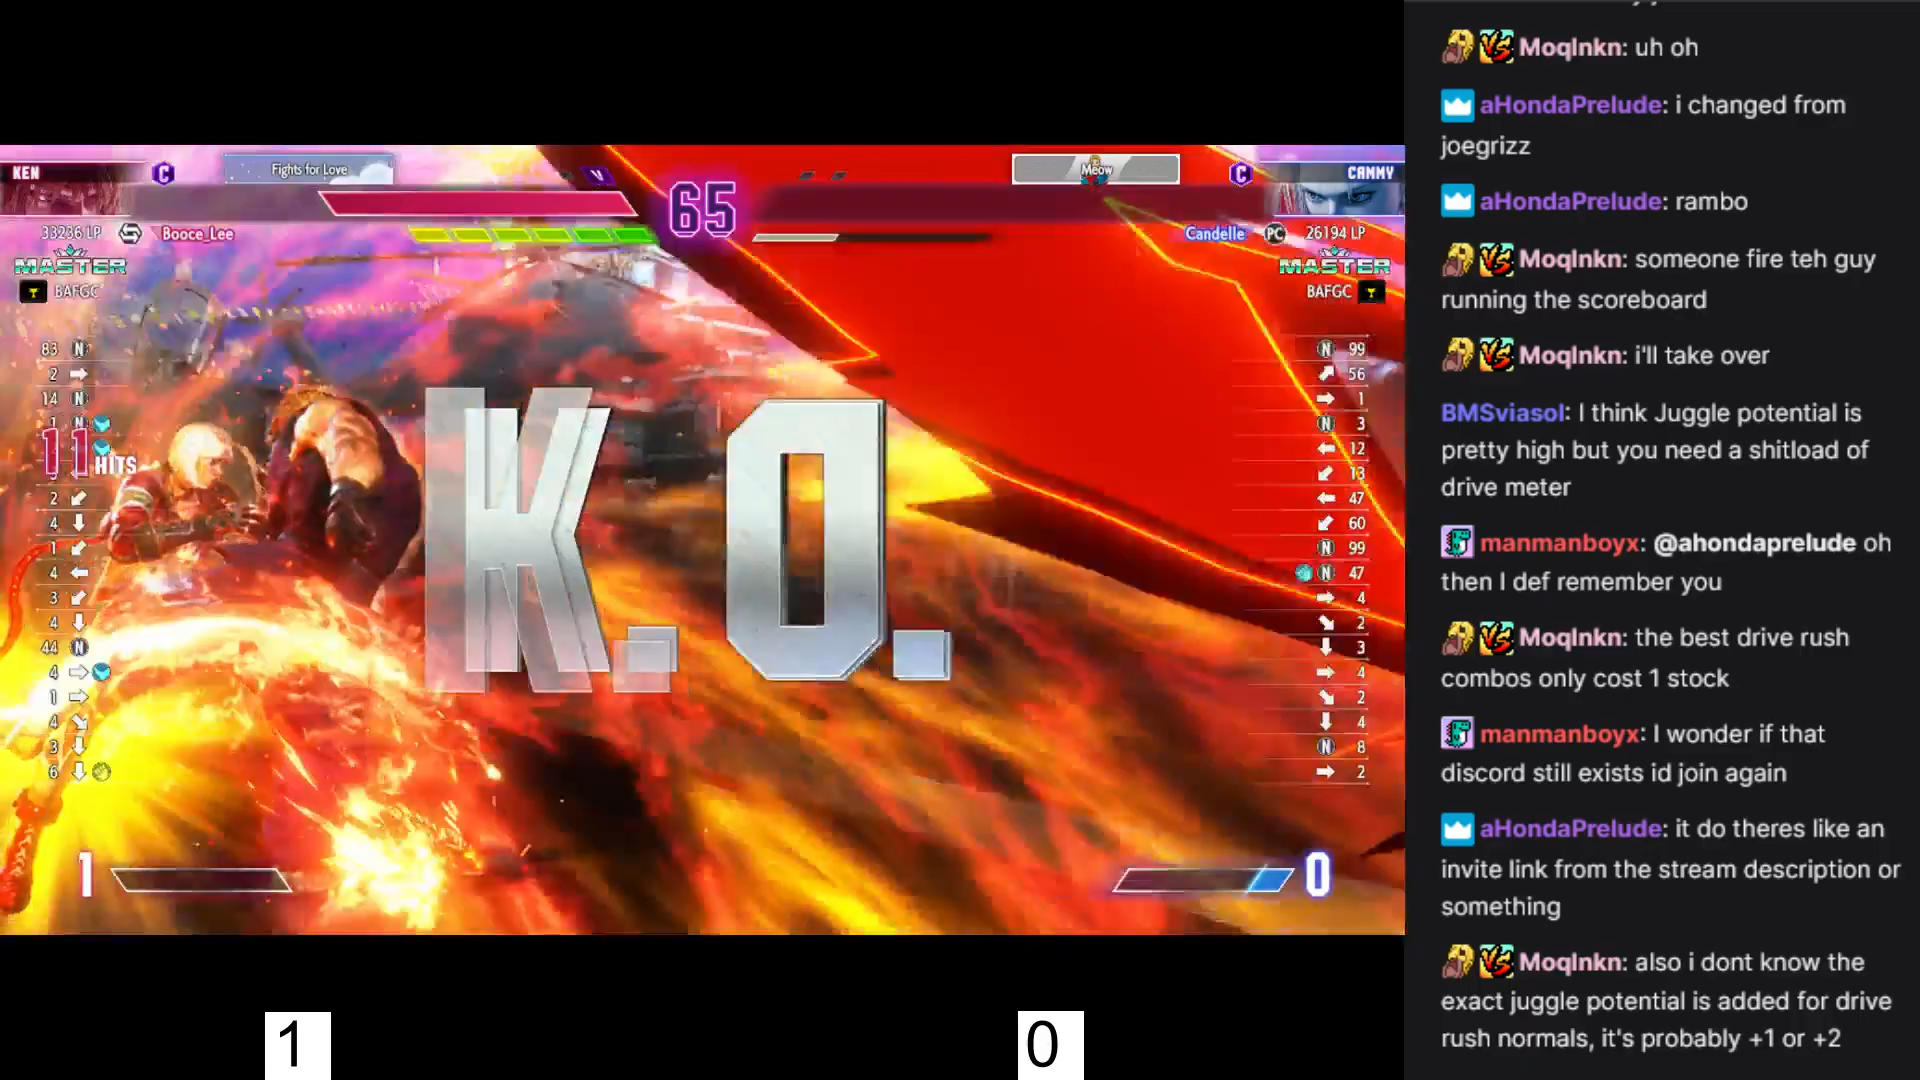 KEN
C
Fights for Love
V
65
Meow
C
CAMMY
33236 LP
Booce_Lee
Candelle
PC
26194 LP
MASTER
MASTER
BAFGC
BAFGC
83 N
2
14 N
1 N
11 HITS
2
4
1
4
3
4
44 N
4
1
4
3
6
N 99
56
1
N 3
12
13
47
60
N 99
N 47
4
2
3
4
2
4
N 8
2
K.O.
1
0
1
0
MoqInkn: uh oh
aHondaPrelude: i changed from
joegrizz
aHondaPrelude: rambo
MoqInkn: someone fire teh guy
running the scoreboard
MoqInkn: i'll take over
BMSviasol: I think Juggle potential is
pretty high but you need a shitload of
drive meter
manmanboyx: @ahondaprelude oh
then I def remember you
MoqInkn: the best drive rush
combos only cost 1 stock
manmanboyx: I wonder if that
discord still exists id join again
aHondaPrelude: it do theres like an
invite link from the stream description or
something
MoqInkn: also i dont know the
exact juggle potential is added for drive
rush normals, it's probably +1 or +2